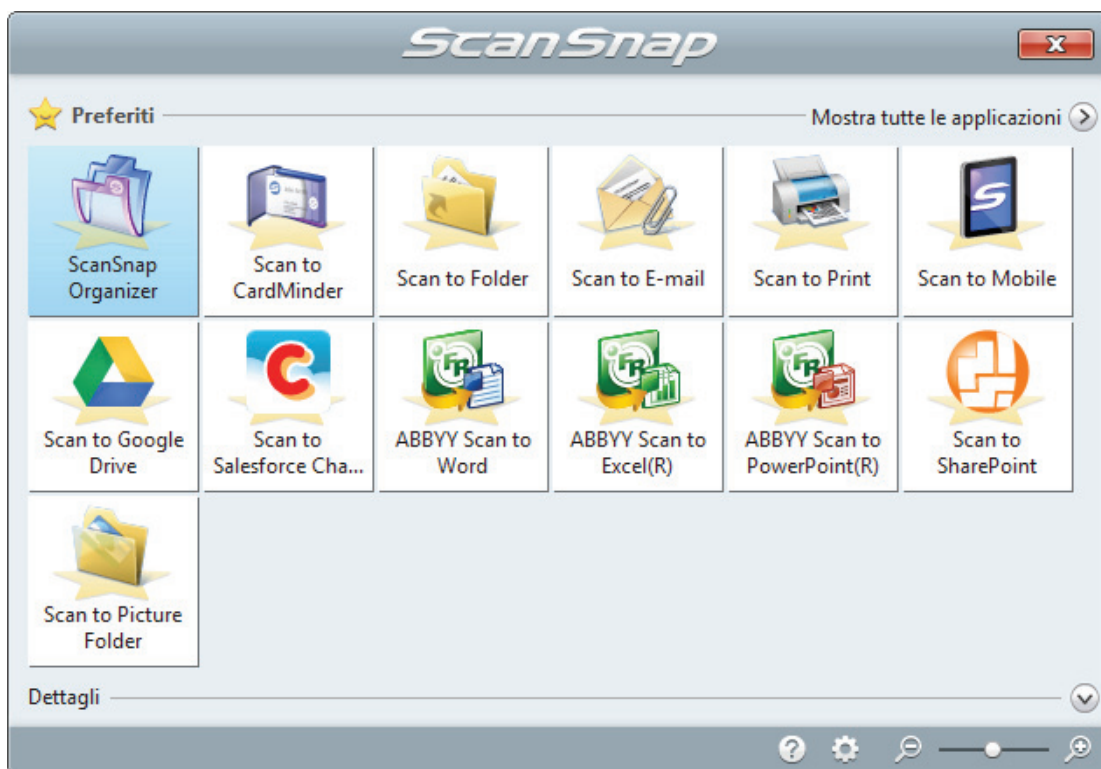 ScanSnap
Preferiti
Mostra tutte le applicazioni
ScanSnap
Organizer
Scan to
CardMinder
Scan to Folder
Scan to E-mail
Scan to Print
Scan to Mobile
Scan to Google
Drive
Scan to
Salesforce Cha...
ABBYY Scan to
Word
ABBYY Scan to
Excel(R)
ABBYY Scan to
PowerPoint(R)
Scan to
SharePoint
Scan to Picture
Folder
Dettagli